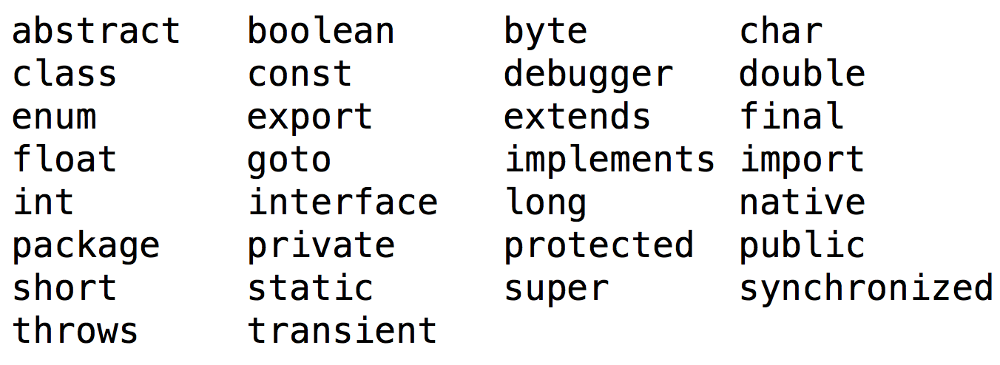 abstract boolean byte char
class const debugger double
enum export extends final
float goto implements import
int interface long native
package private protected public
short static super synchronized
throws transient